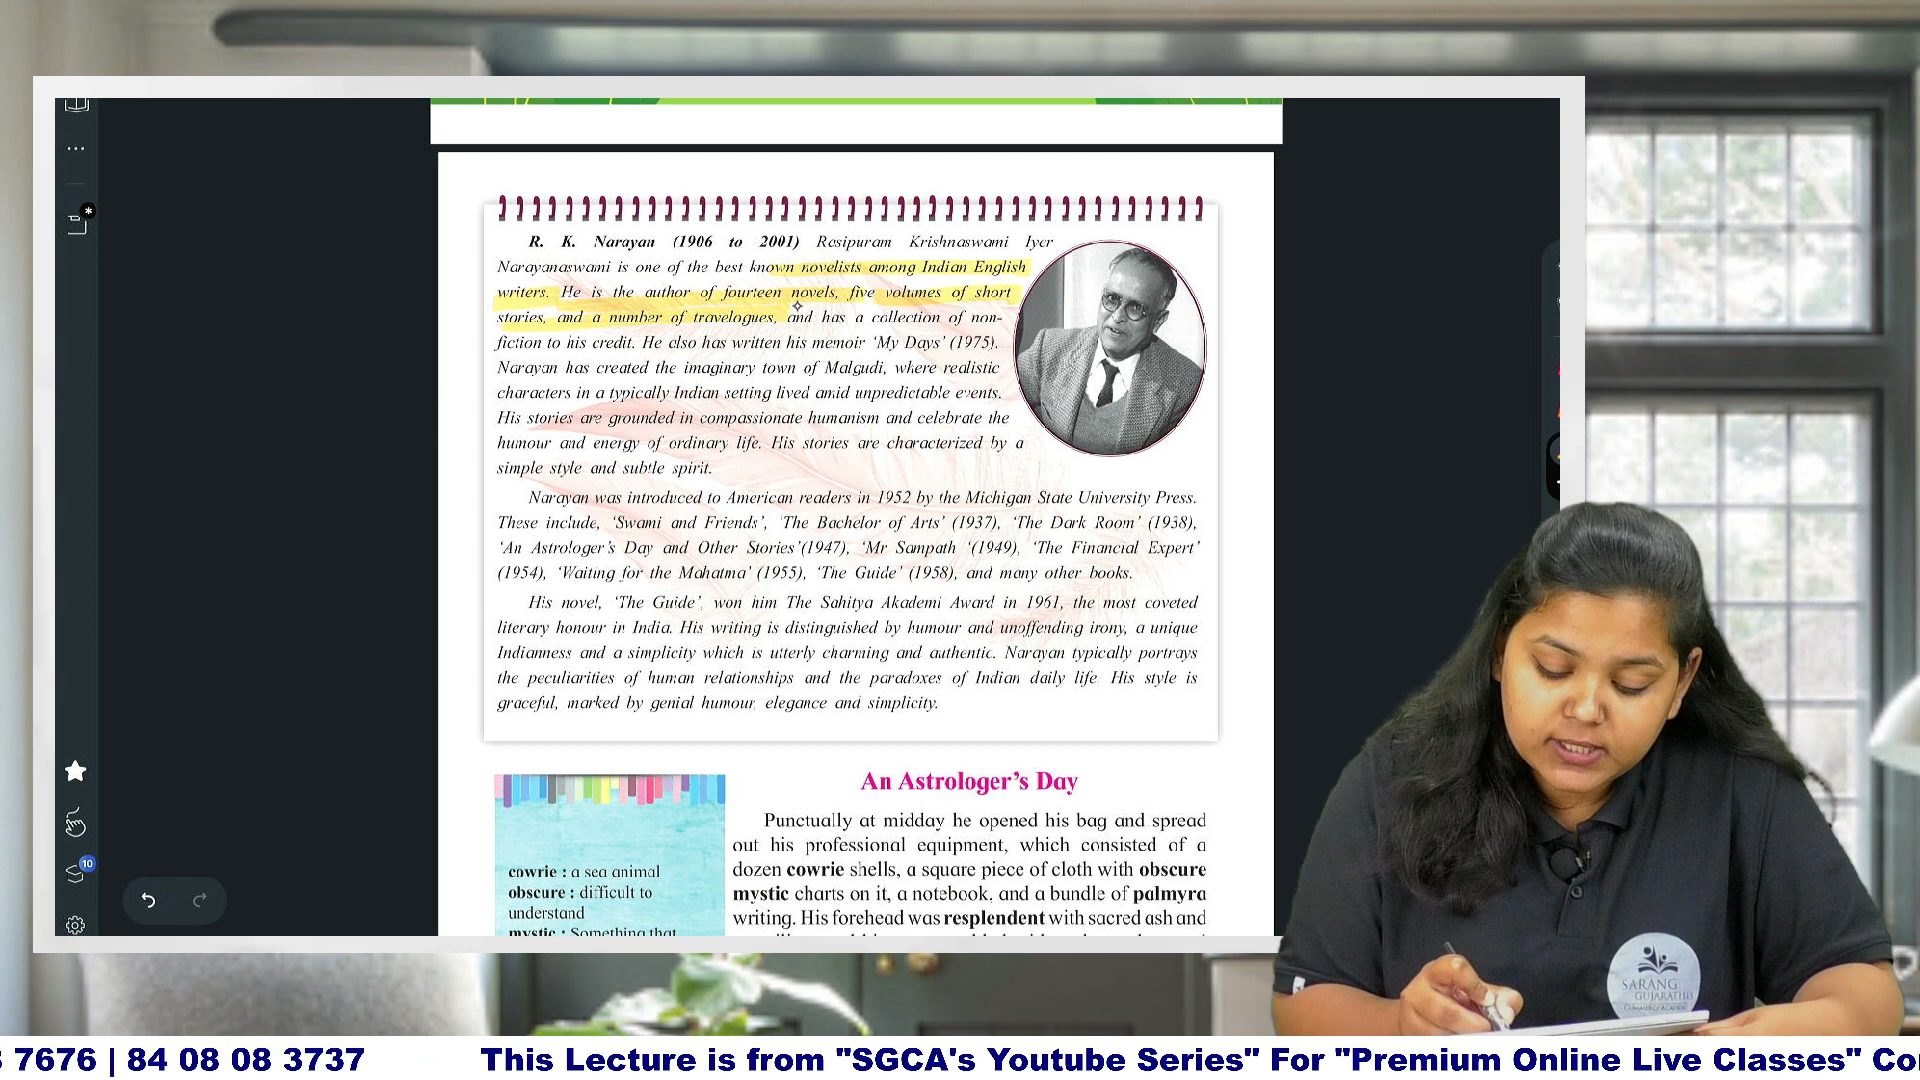 R. K. Narayan (1906 to 2001) Rasipuram Krishnaswami Iyer
Narayanaswami is one of the best known novelists among Indian English
writers. He is the author of fourteen novels, five volumes of short
stories, and a number of travelogues, and has a collection of non-
fiction to his credit. He also has written his memoir ‘My Days’ (1975).
Narayan has created the imaginary town of Malgudi, where realistic
characters in a typically Indian setting lived amid unpredictable events.
His stories are grounded in compassionate humanism and celebrate the
humour and energy of ordinary life. His stories are characterized by a
simple style and subtle spirit.
Narayan was introduced to American readers in 1952 by the Michigan State University Press.
These include, ‘Swami and Friends’, ‘The Bachelor of Arts’ (1937), ‘The Dark Room’ (1938),
‘An Astrologer’s Day and Other Stories’(1947), ‘Mr Sampath ‘(1949), ‘The Financial Expert’
(1954), ‘Waiting for the Mahatma’ (1955), ‘The Guide’ (1958), and many other books.
His novel, ‘The Guide’, won him The Sahitya Akademi Award in 1961, the most coveted
literary honour in India. His writing is distinguished by humour and unoffending irony, a unique
Indianness and a simplicity which is utterly charming and authentic. Narayan typically portrays
the peculiarities of human relationships and the paradoxes of Indian daily life. His style is
graceful, marked by genial humour, elegance and simplicity.
An Astrologer’s Day
Punctually at midday he opened his bag and spread
out his professional equipment, which consisted of a
dozen cowrie shells, a square piece of cloth with obscure
mystic charts on it, a notebook, and a bundle of palmyra
writing. His forehead was resplendent with sacred ash and
cowrie : a sea animal
obscure : difficult to
understand
mystic : Something that
10
SARANG
GUJARATHI'S
COMMERCE ACADEMY
7676 | 84 08 08 3737 This Lecture is from "SGCA's Youtube Series" For "Premium Online Live Classes"